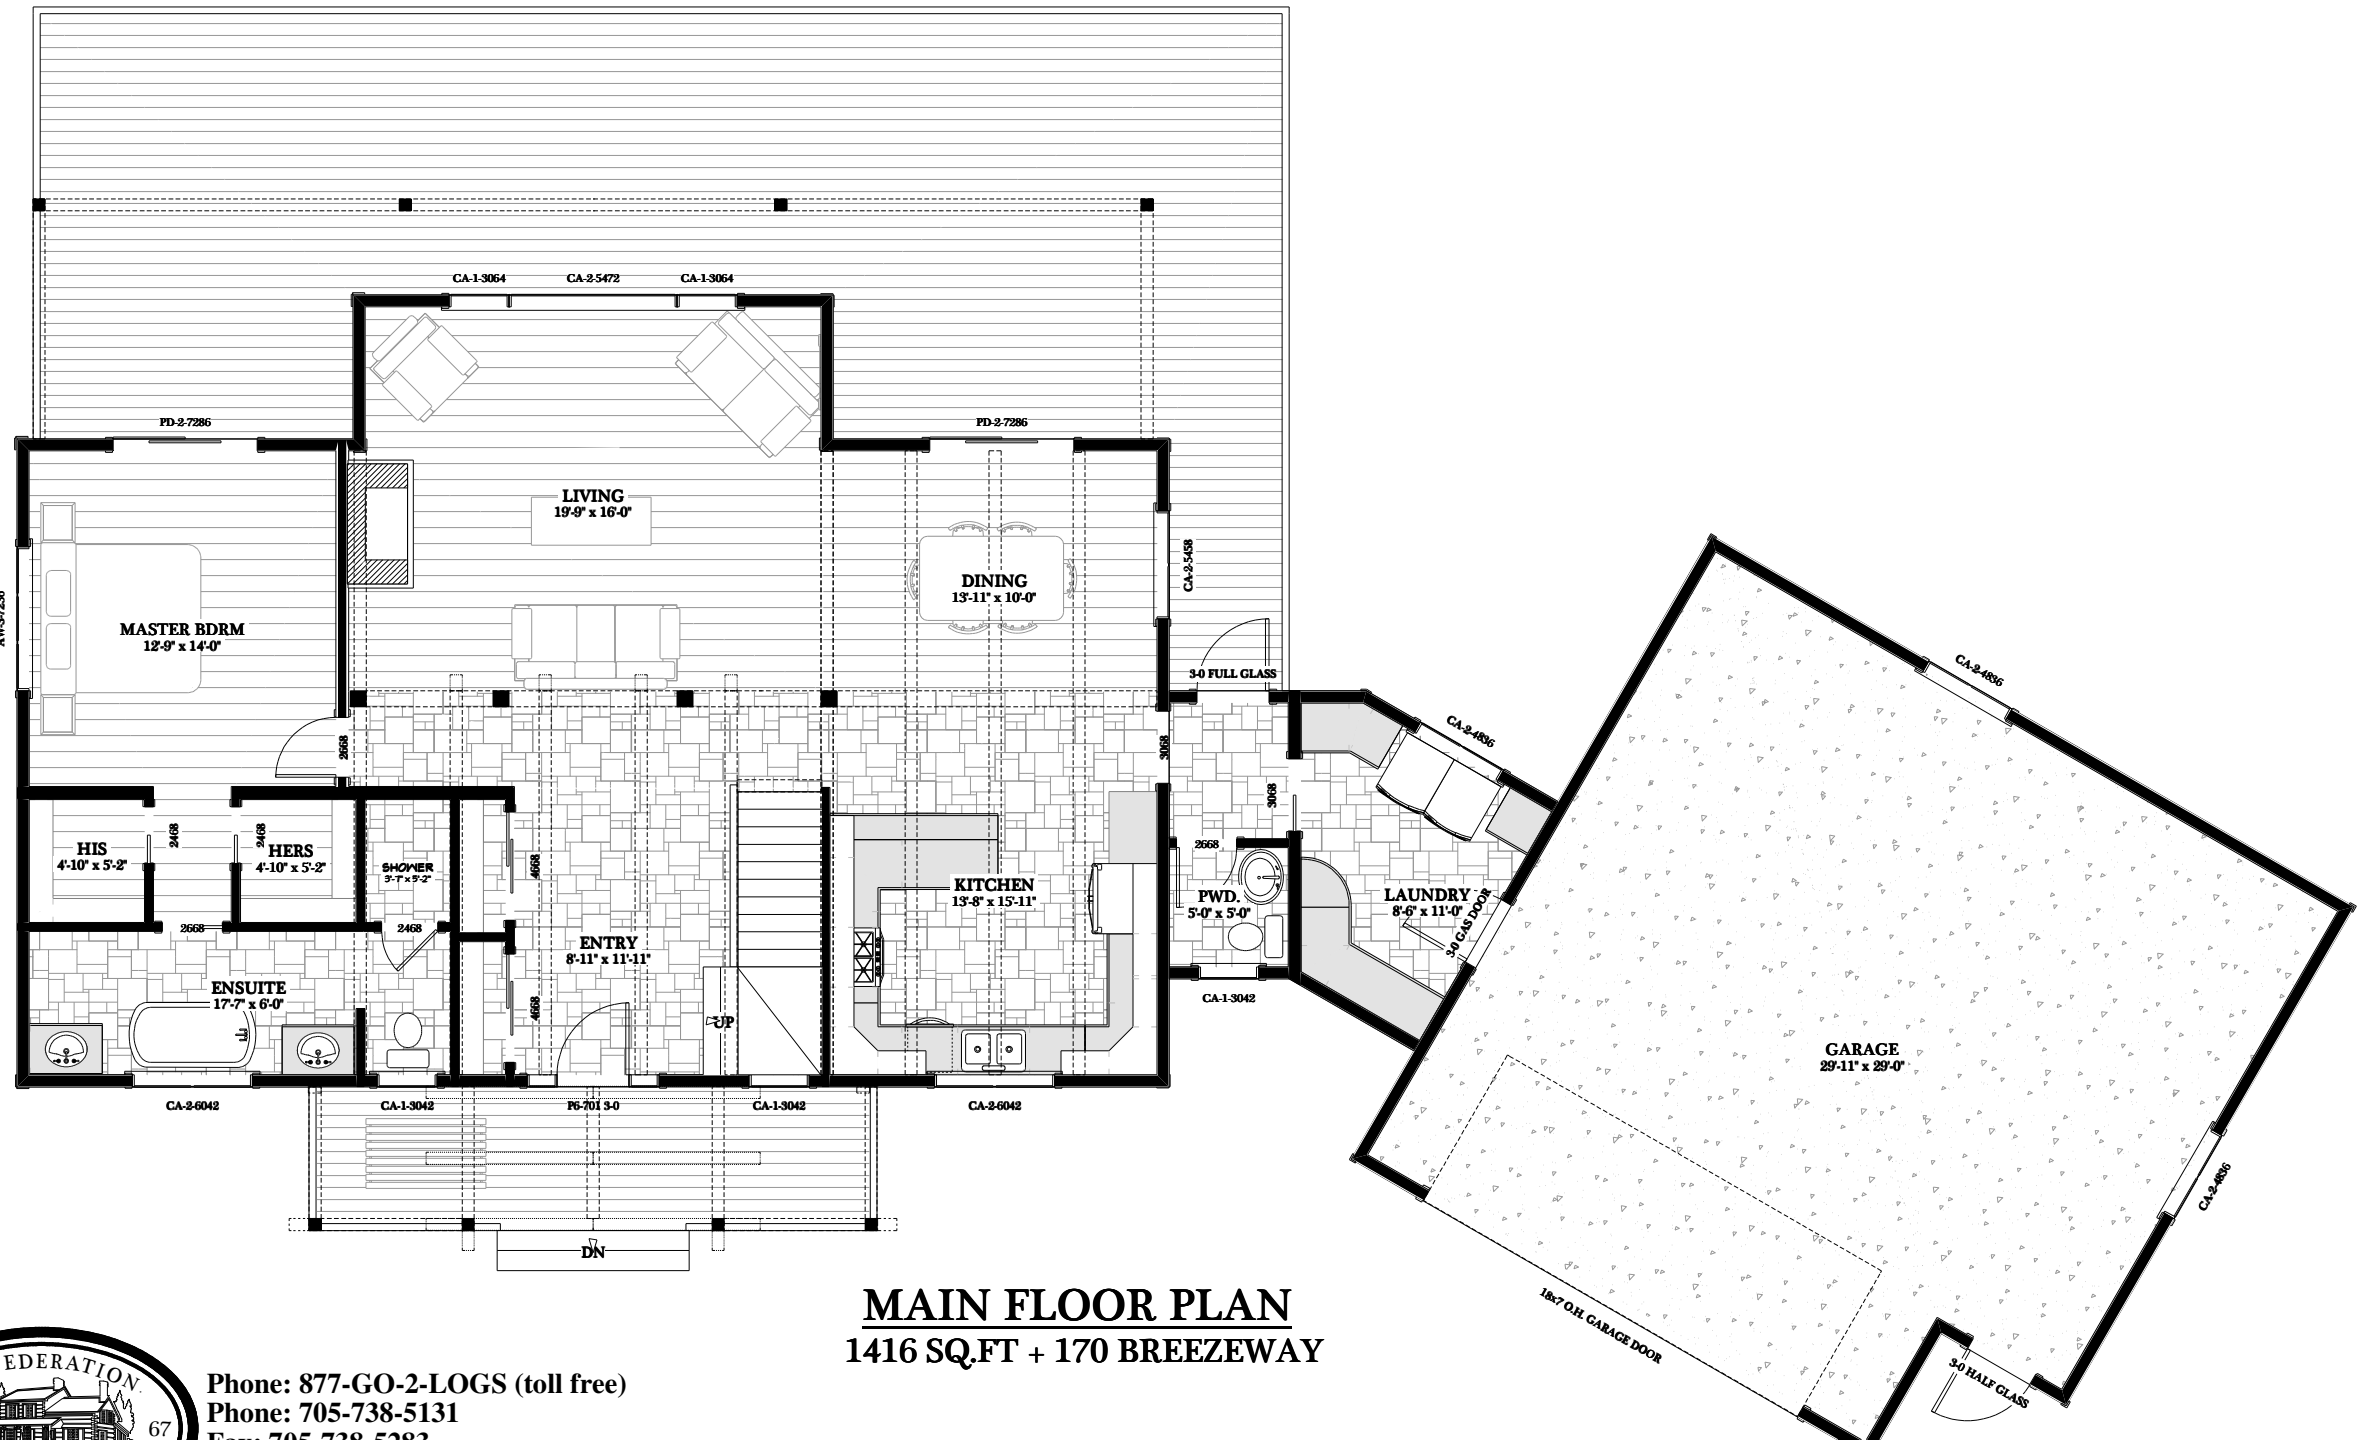 CA-1-3064
CA-2-5472
CA-1-3064
PD-2-7286
PD-2-7286
LIVING
19'-9" x 16'-0"
CA-2-5458
DINING
13'-11" x 10'-0"
MASTER BDRM
12'-9" x 14'-0"
3-0 FULL GLASS
CA-2-4836
CA-2-4836
2668
3068
3068
HIS
4'-10" x 5'-2"
2468
2468
HERS
4'-10" x 5'-2"
SHOWER
3'-7" x 5'-2"
4668
2668
KITCHEN
13'-8" x 15'-11"
PWD.
5'-0" x 5'-0"
LAUNDRY
8'-6" x 11'-0"
3-0 GAS DOOR
2668
2468
ENTRY
8'-11" x 11'-11"
ENSUITE
17'-7" x 6'-0"
4668
UP
CA-1-3042
GARAGE
29'-11" x 29'-0"
CA-2-4836
CA-2-6042
CA-1-3042
P6-701 3-0
CA-1-3042
CA-2-6042
DN
18x7 O.H. GARAGE DOOR
3-0 HALF GLASS
MAIN FLOOR PLAN
1416 SQ.FT + 170 BREEZEWAY
EDERATION
67
Phone: 877-GO-2-LOGS (toll free)
Phone: 705-738-5131
Fax: 705-738-5283